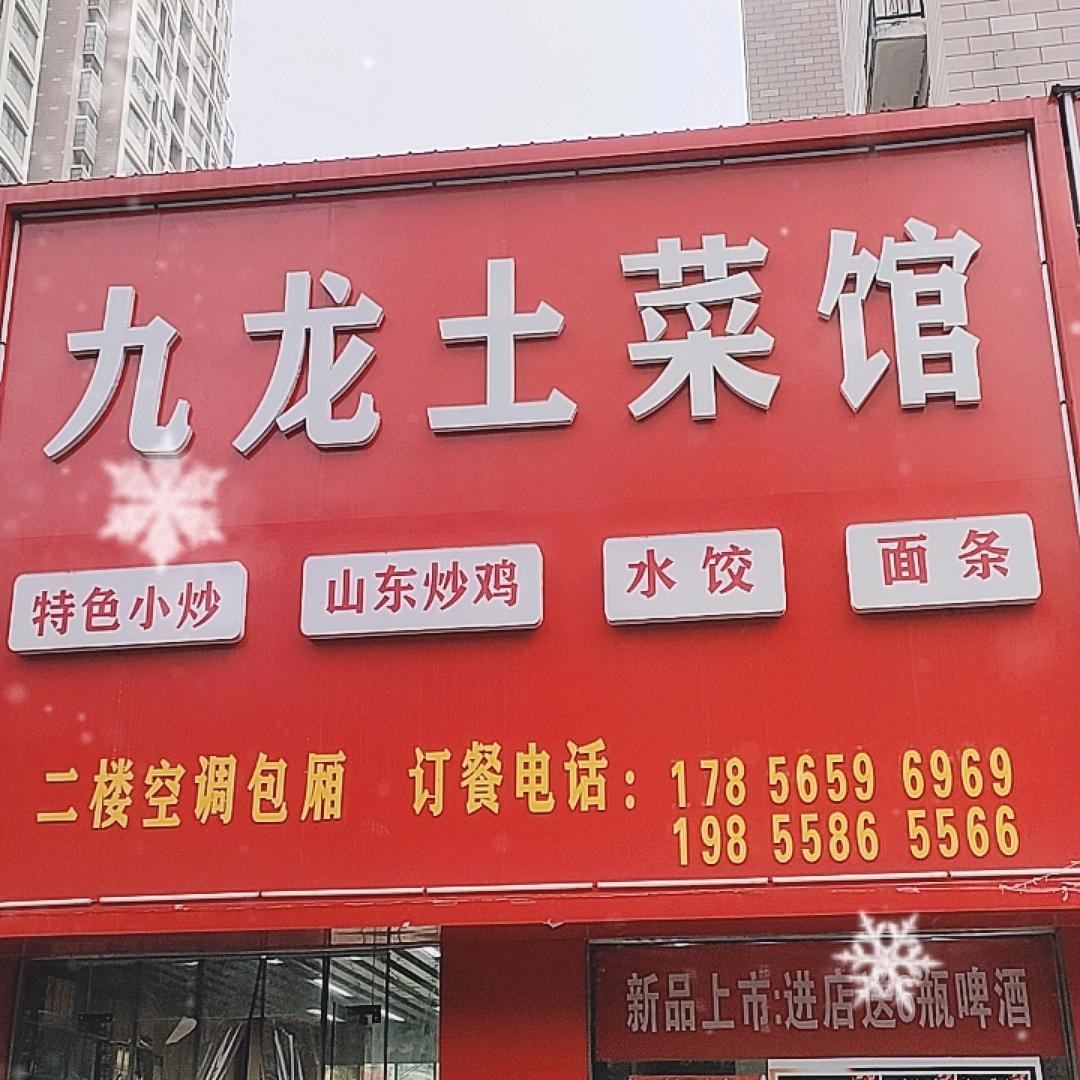 九龙土菜馆
特色小炒 山东炒鸡 水饺 面条
二楼空调包厢 订餐电话：178 5659 6969
198 5586 5566
新品上市:进店送6瓶啤酒